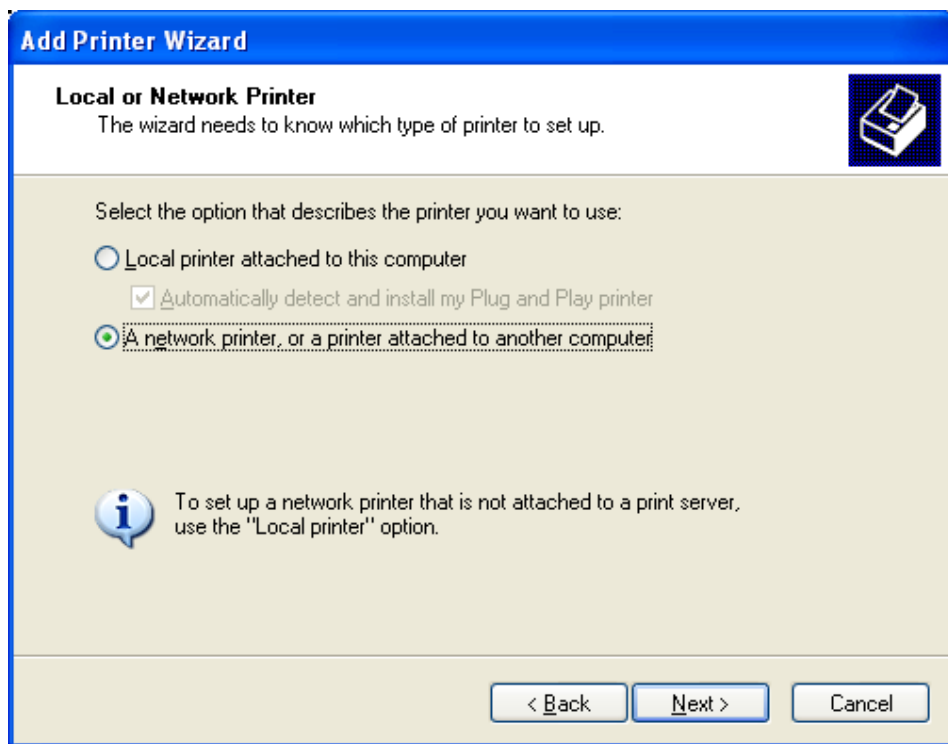 Add Printer Wizard
Local or Network Printer
The wizard needs to know which type of printer to set up.
Select the option that describes the printer you want to use:
Local printer attached to this computer
Automatically detect and install my Plug and Play printer
A network printer, or a printer attached to another computer
To set up a network printer that is not attached to a print server,
use the "Local printer" option.
< Back
Next >
Cancel